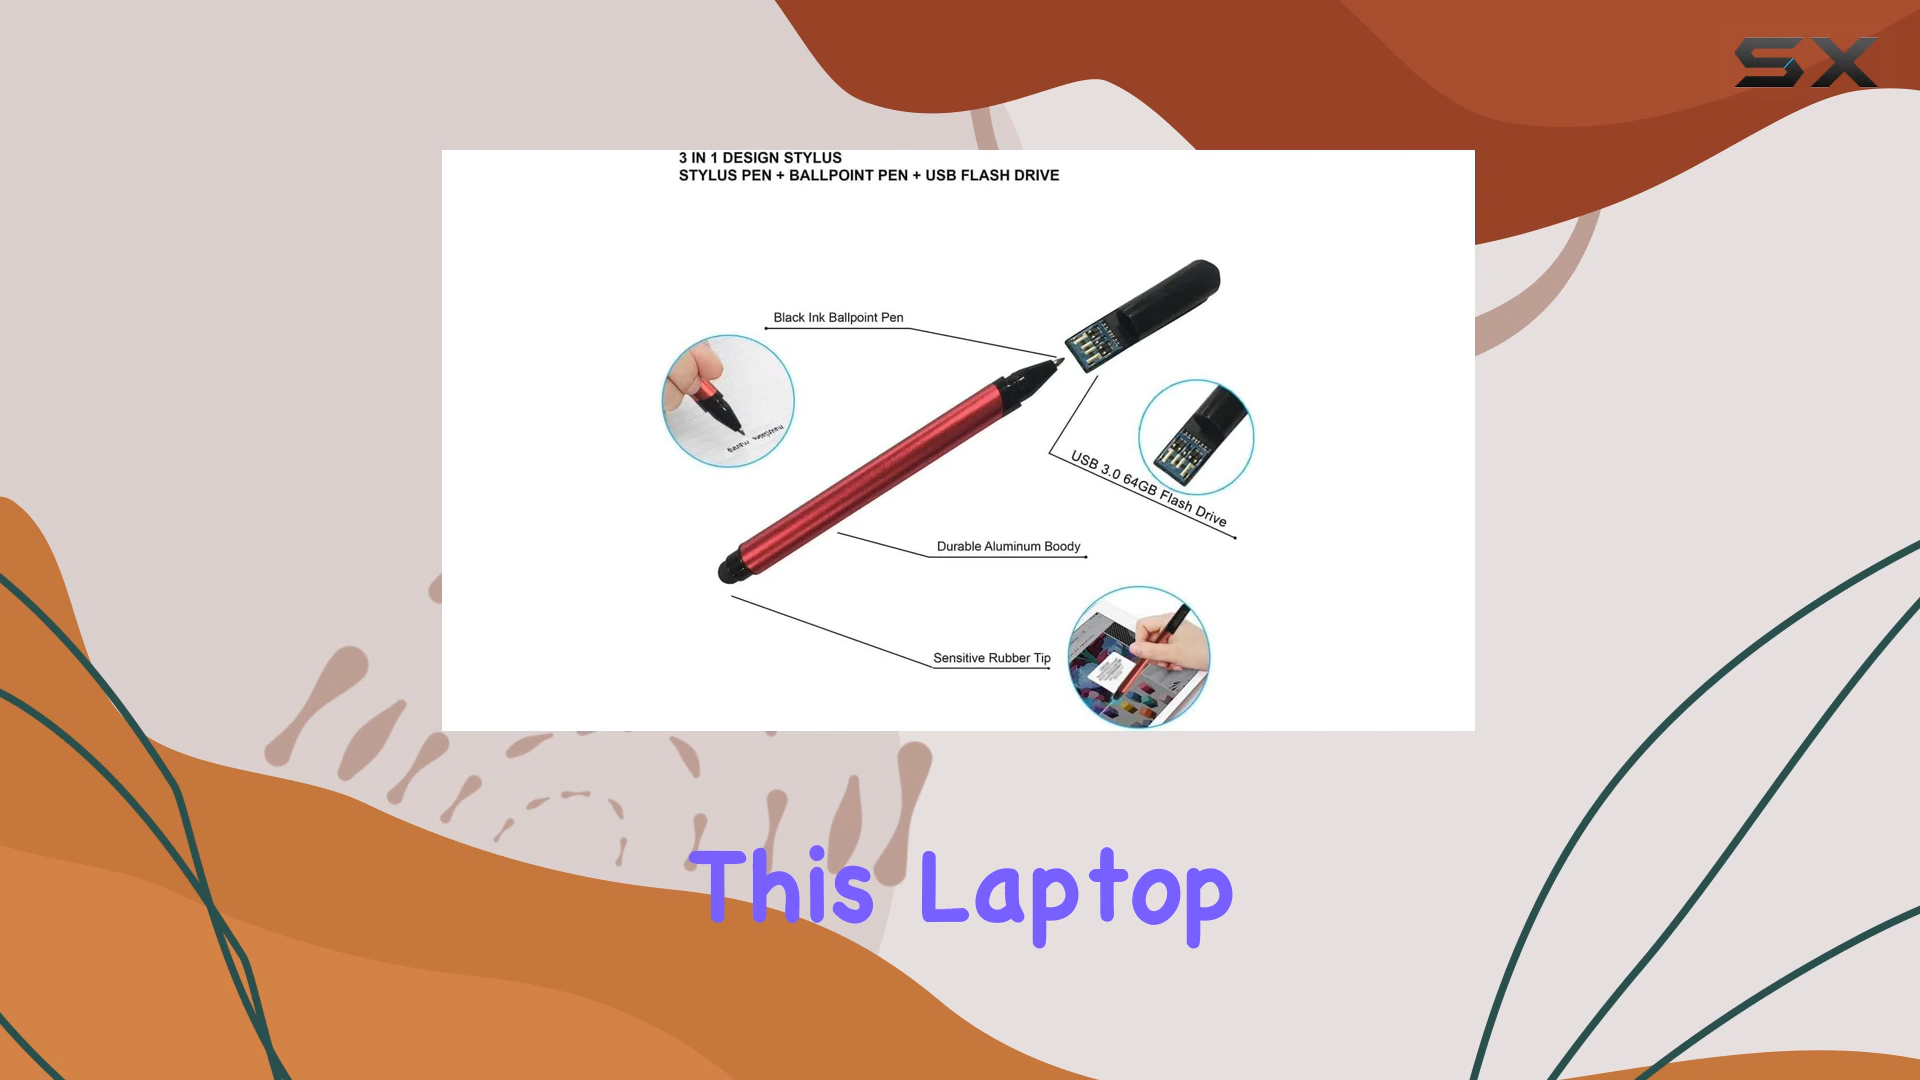 SX
3 IN 1 DESIGN STYLUS
STYLUS PEN + BALLPOINT PEN + USB FLASH DRIVE
Black Ink Ballpoint Pen
USB 3.0 64GB Flash Drive
Durable Aluminum Boody
Sensitive Rubber Tip
This Laptop